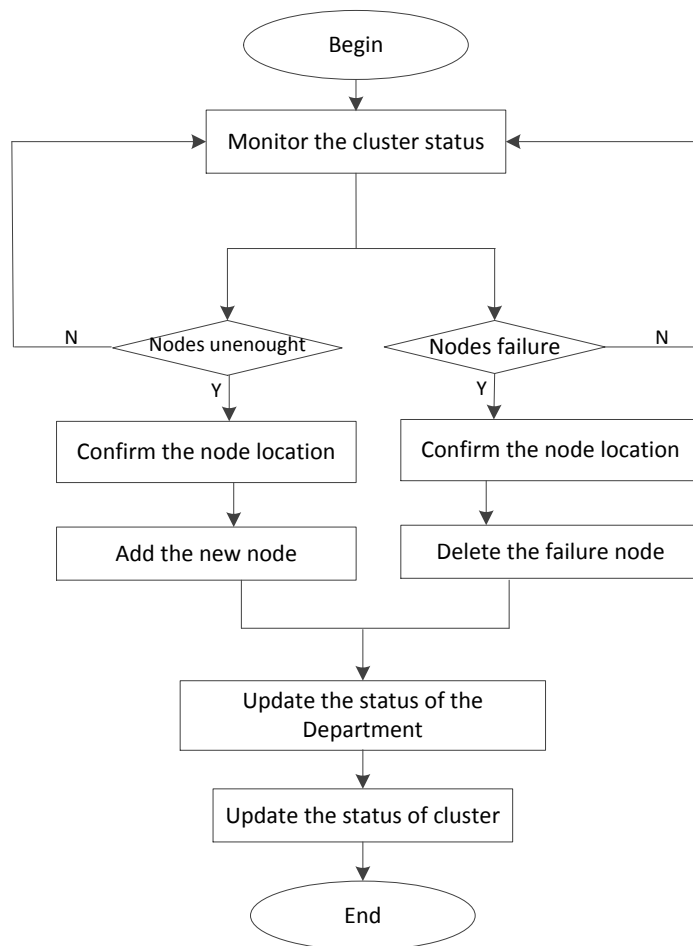 Begin
Monitor the cluster status
N
Nodes unenought
Nodes failure
N
Y
Y
Confirm the node location
Confirm the node location
Add the new node
Delete the failure node
Update the status of the
Department
Update the status of cluster
End